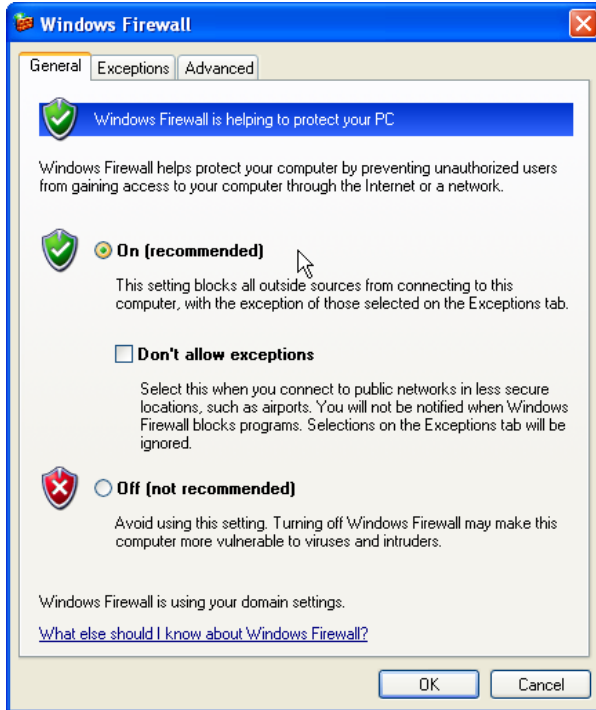 Windows Firewall
General
Exceptions
Advanced
Windows Firewall is helping to protect your PC
Windows Firewall helps protect your computer by preventing unauthorized users
from gaining access to your computer through the Internet or a network.
On (recommended)
This setting blocks all outside sources from connecting to this
computer, with the exception of those selected on the Exceptions tab.
Don't allow exceptions
Select this when you connect to public networks in less secure
locations, such as airports. You will not be notified when Windows
Firewall blocks programs. Selections on the Exceptions tab will be
ignored.
Off (not recommended)
Avoid using this setting. Turning off Windows Firewall may make this
computer more vulnerable to viruses and intruders.
Windows Firewall is using your domain settings.
What else should I know about Windows Firewall?
OK
Cancel